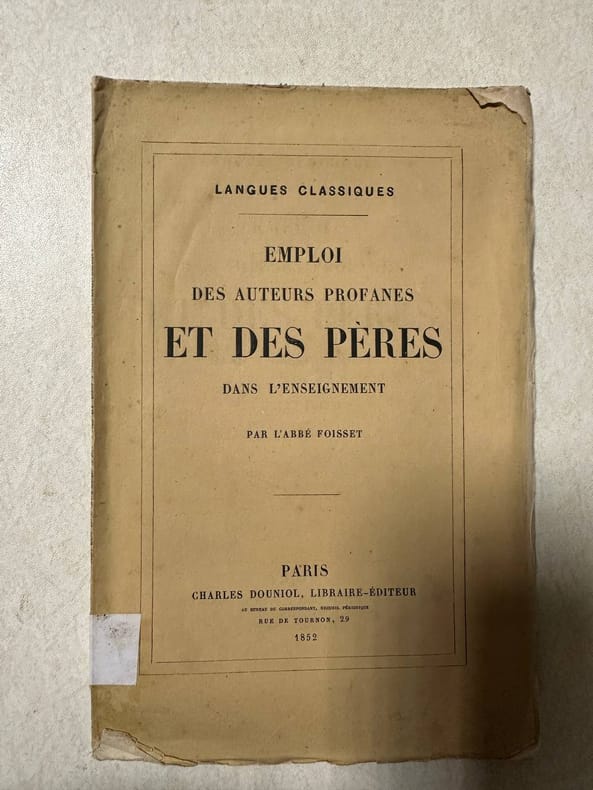 LANGUES CLASSIQUES
EMPLOI
DES AUTEURS PROFANES
ET DES PÈRES
DANS L'ENSEIGNEMENT
PAR L'ABBÉ FOISSET
PARIS
CHARLES DOUNIOL, LIBRAIRE-ÉDITEUR
AU BUREAU DU CORRESPONDANT, RECUEIL PÉRIODIQUE
RUE DE TOURNON, 29
1852